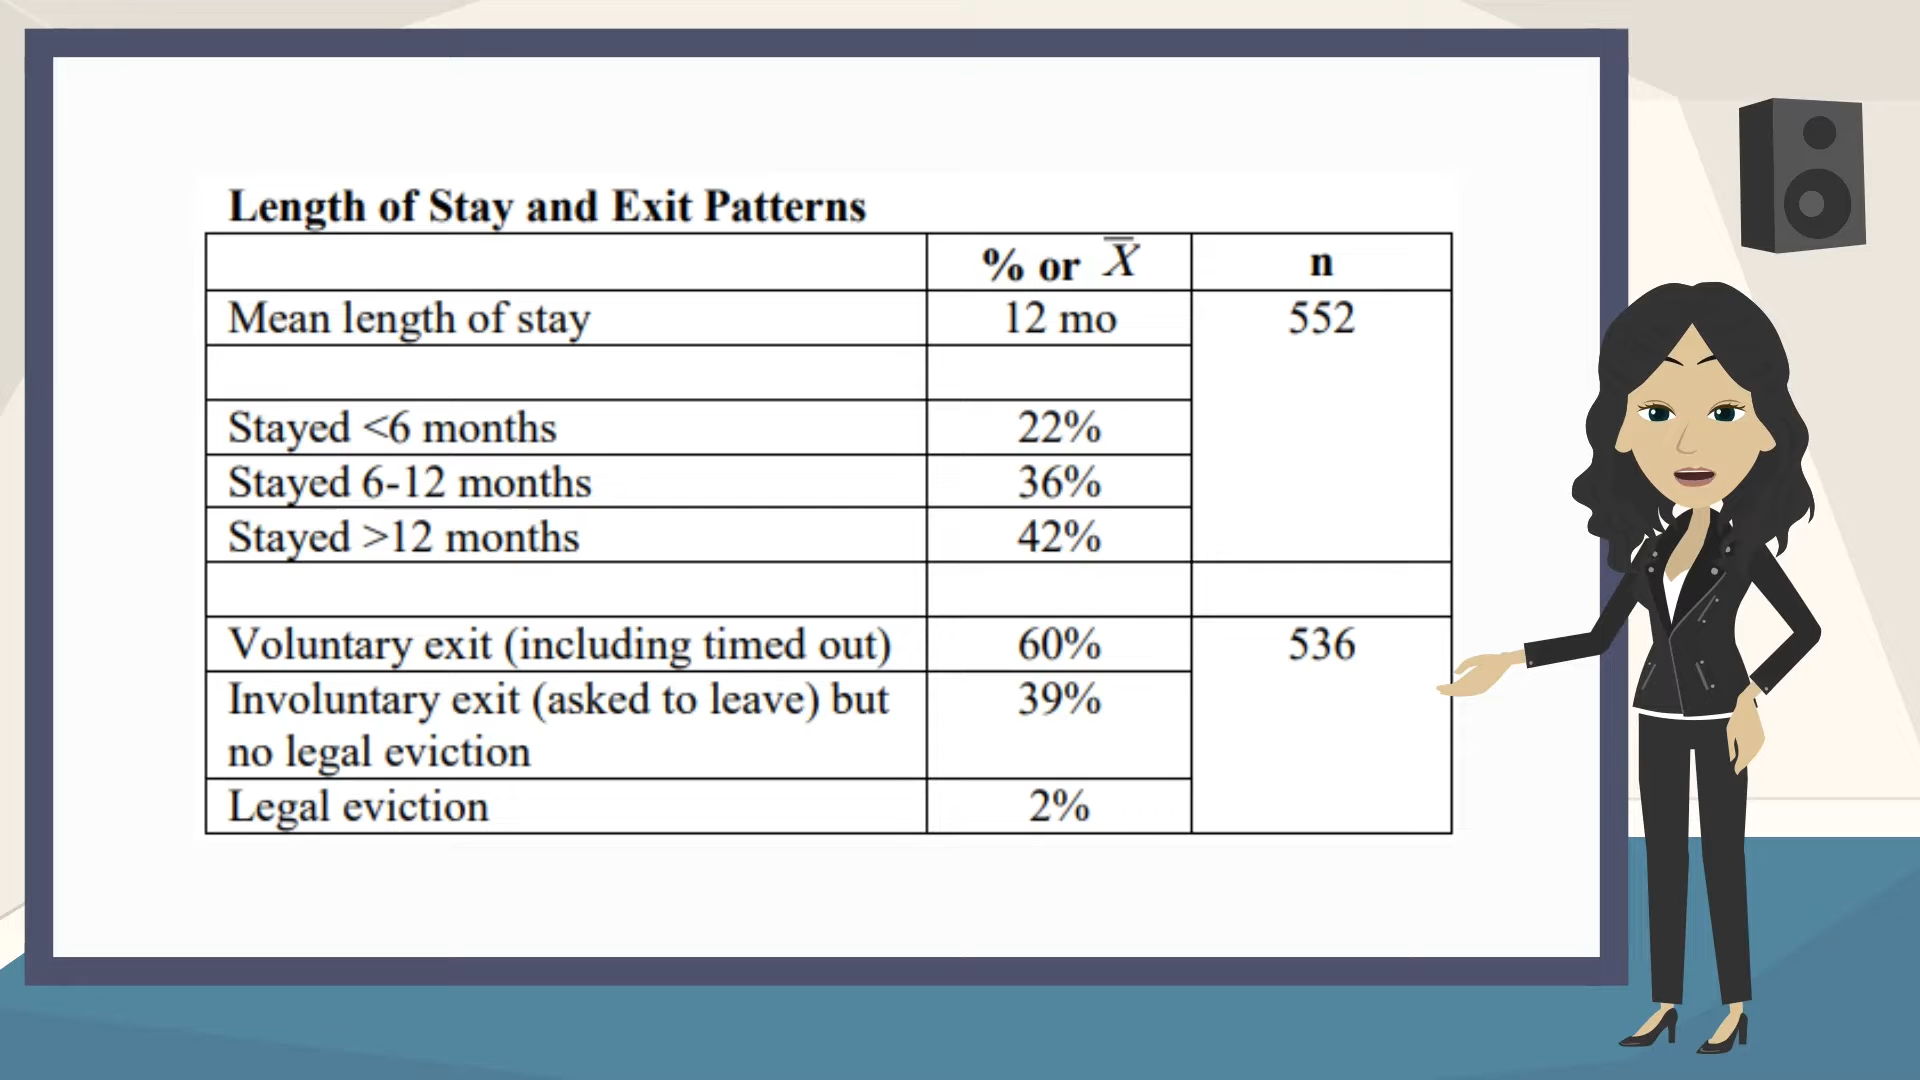 Length of Stay and Exit Patterns
% or X̅ n
Mean length of stay 12 mo 552
Stayed <6 months 22%
Stayed 6-12 months 36%
Stayed >12 months 42%
Voluntary exit (including timed out) 60% 536
Involuntary exit (asked to leave) but 39%
no legal eviction
Legal eviction 2%